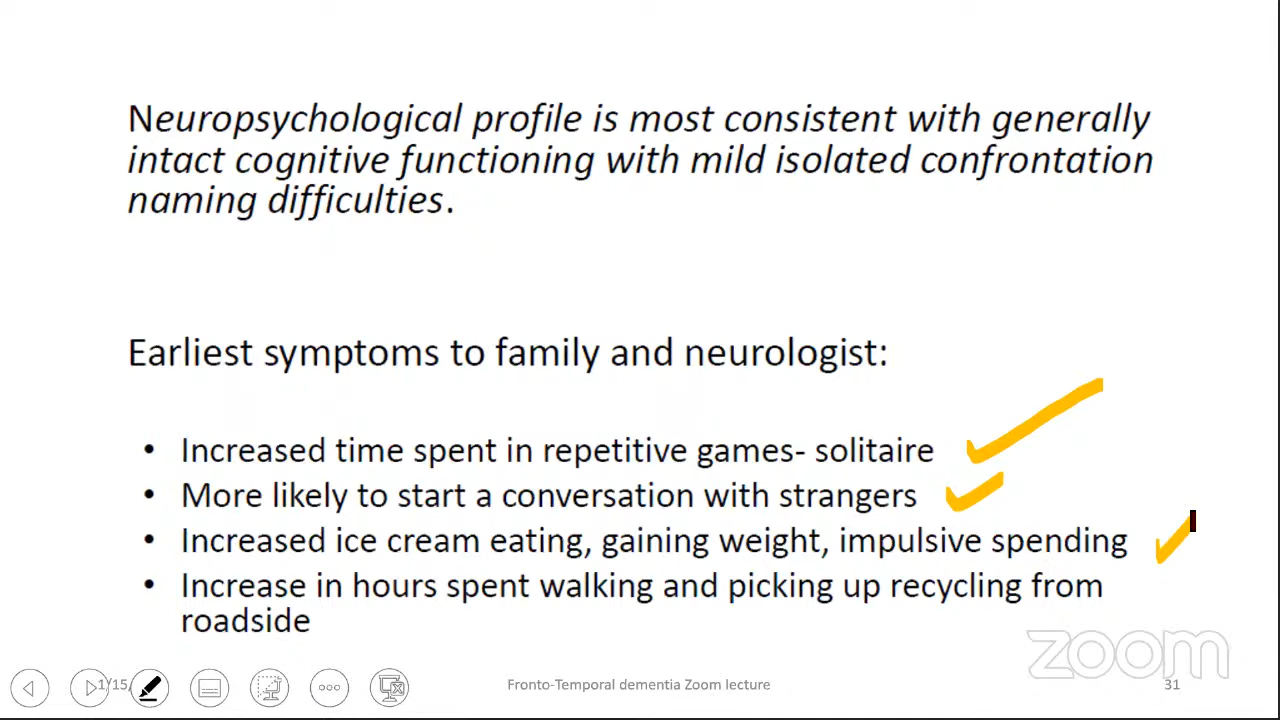 Neuropsychological profile is most consistent with generally
intact cognitive functioning with mild isolated confrontation
naming difficulties.
Earliest symptoms to family and neurologist:
• Increased time spent in repetitive games- solitaire
• More likely to start a conversation with strangers
• Increased ice cream eating, gaining weight, impulsive spending
• Increase in hours spent walking and picking up recycling from
roadside
zoom
1/15/
Fronto-Temporal dementia Zoom lecture
31